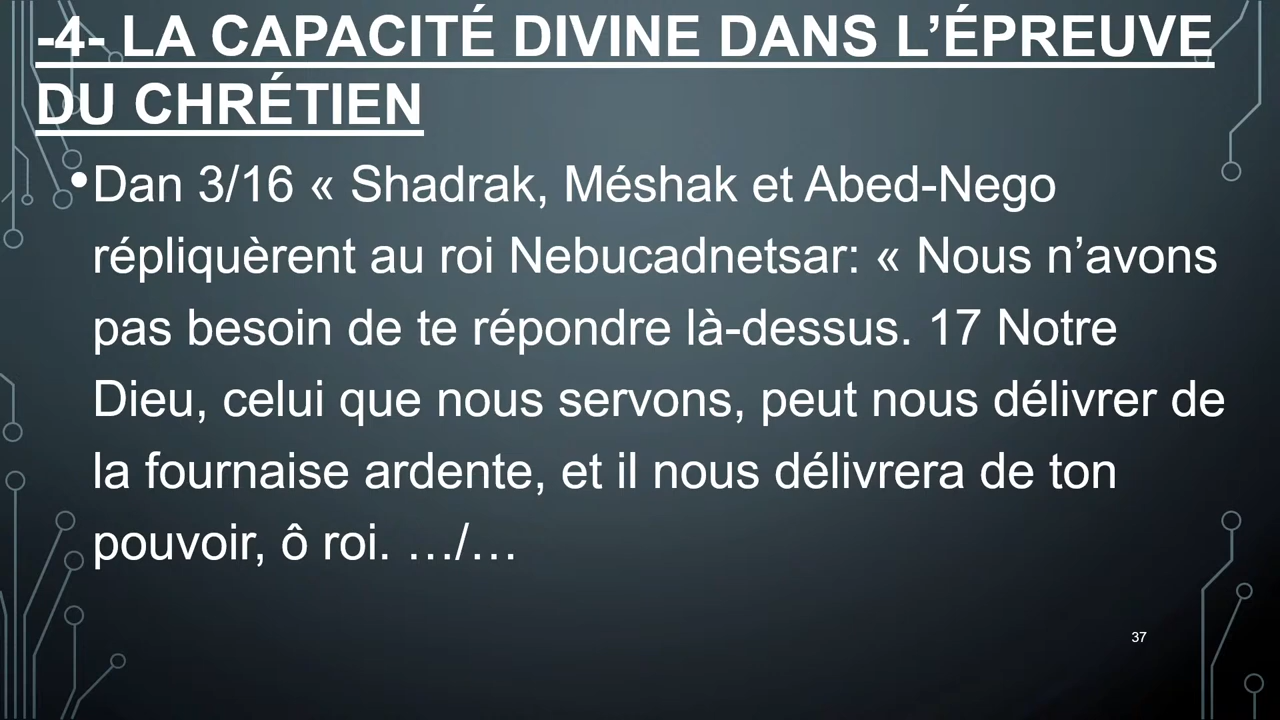 -4- LA CAPACITÉ DIVINE DANS L’ÉPREUVE
DU CHRÉTIEN
•Dan 3/16 « Shadrak, Méshak et Abed-Nego
répliquèrent au roi Nebucadnetsar: « Nous n’avons
pas besoin de te répondre là-dessus. 17 Notre
Dieu, celui que nous servons, peut nous délivrer de
la fournaise ardente, et il nous délivrera de ton
pouvoir, ô roi. …/…
37